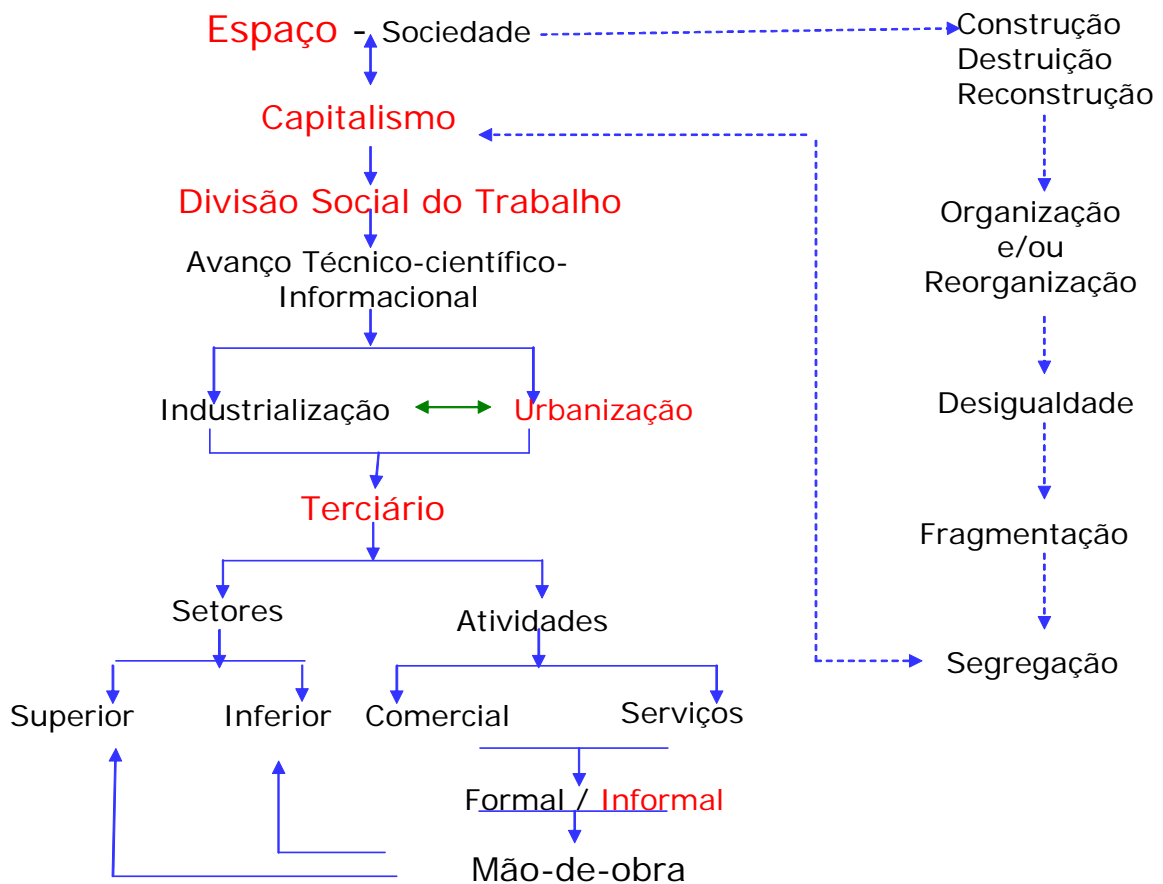 Espaço - Sociedade
Construção
Destruição
Reconstrução
Capitalismo
Divisão Social do Trabalho
Organização
e/ou
Reorganização
Avanço Técnico-científico-
Informacional
Industrialização
Urbanização
Desigualdade
Terciário
Fragmentação
Setores
Atividades
Segregação
Superior
Inferior
Comercial
Serviços
Formal / Informal
Mão-de-obra